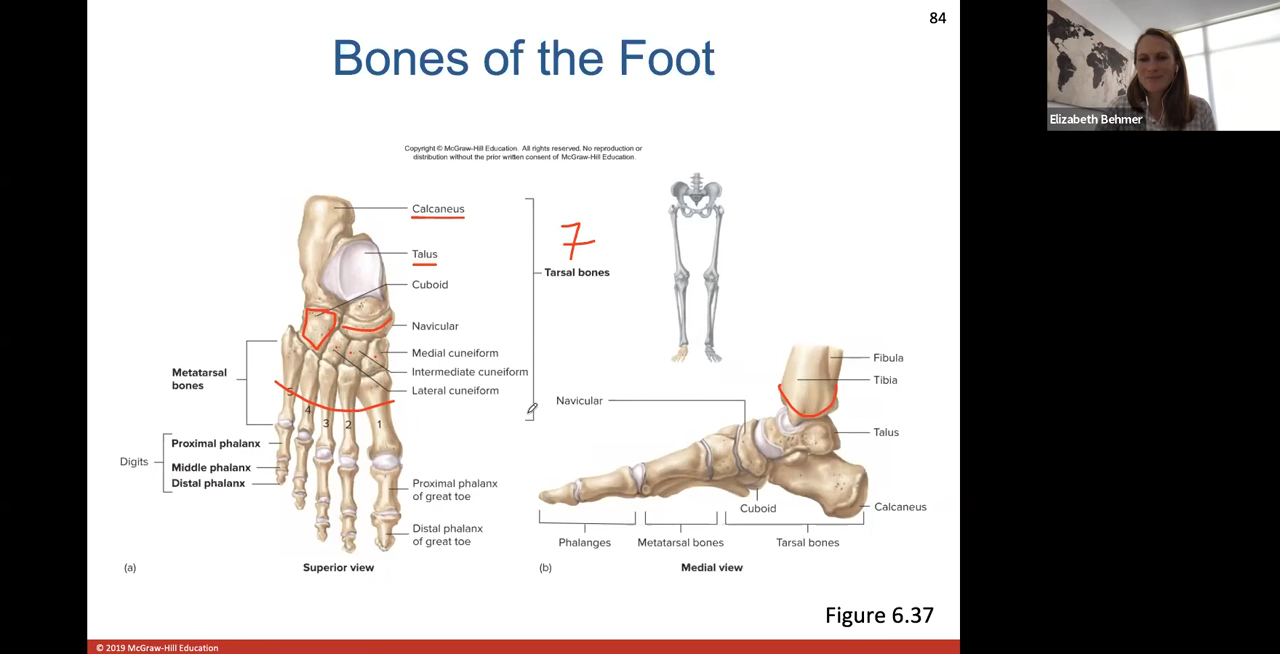 84
Bones of the Foot
Elizabeth Behmer
Copyright © McGraw-Hill Education. All rights reserved. No reproduction or
distribution without the prior written consent of McGraw-Hill Education.
Calcaneus
7
Talus
Tarsal bones
Cuboid
Navicular
Medial cuneiform
Intermediate cuneiform
Lateral cuneiform
Metatarsal
bones
5
4
3
2
1
Digits
Proximal phalanx
Middle phalanx
Distal phalanx
Proximal phalanx
of great toe
Distal phalanx
of great toe
(a)
Superior view
Fibula
Tibia
Navicular
Talus
Cuboid
Calcaneus
Phalanges
Metatarsal bones
Tarsal bones
(b)
Medial view
Figure 6.37
© 2019 McGraw-Hill Education